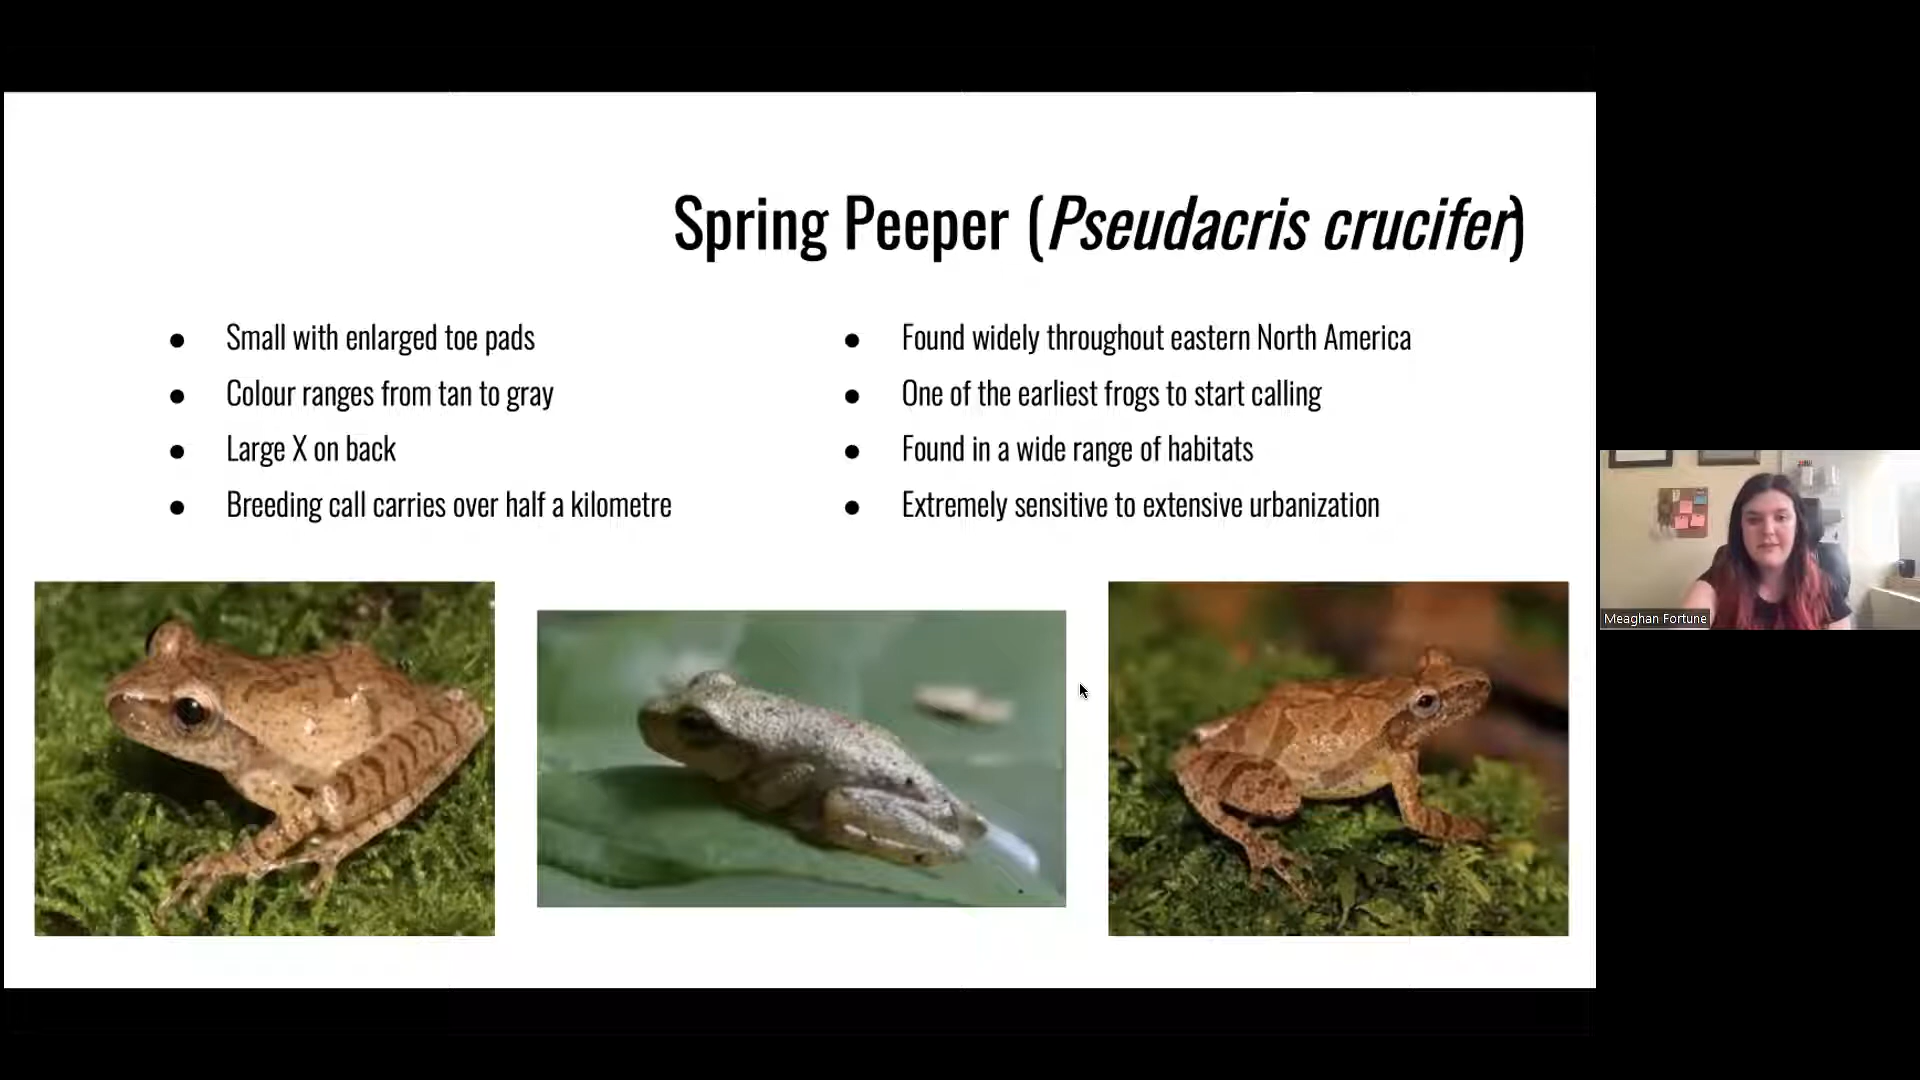 Spring Peeper (Pseudacris crucifer)
● Small with enlarged toe pads
● Colour ranges from tan to gray
● Large X on back
● Breeding call carries over half a kilometre
● Found widely throughout eastern North America
● One of the earliest frogs to start calling
● Found in a wide range of habitats
● Extremely sensitive to extensive urbanization
Meaghan Fortune